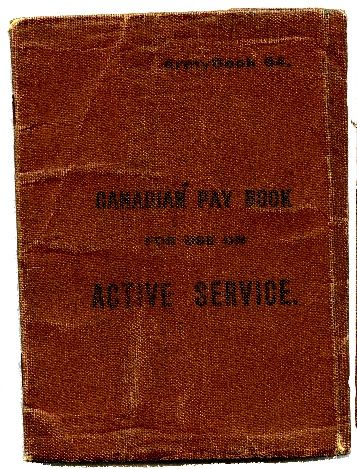 Army Book 64.
CANADIAN PAY BOOK
FOR USE ON
ACTIVE SERVICE.